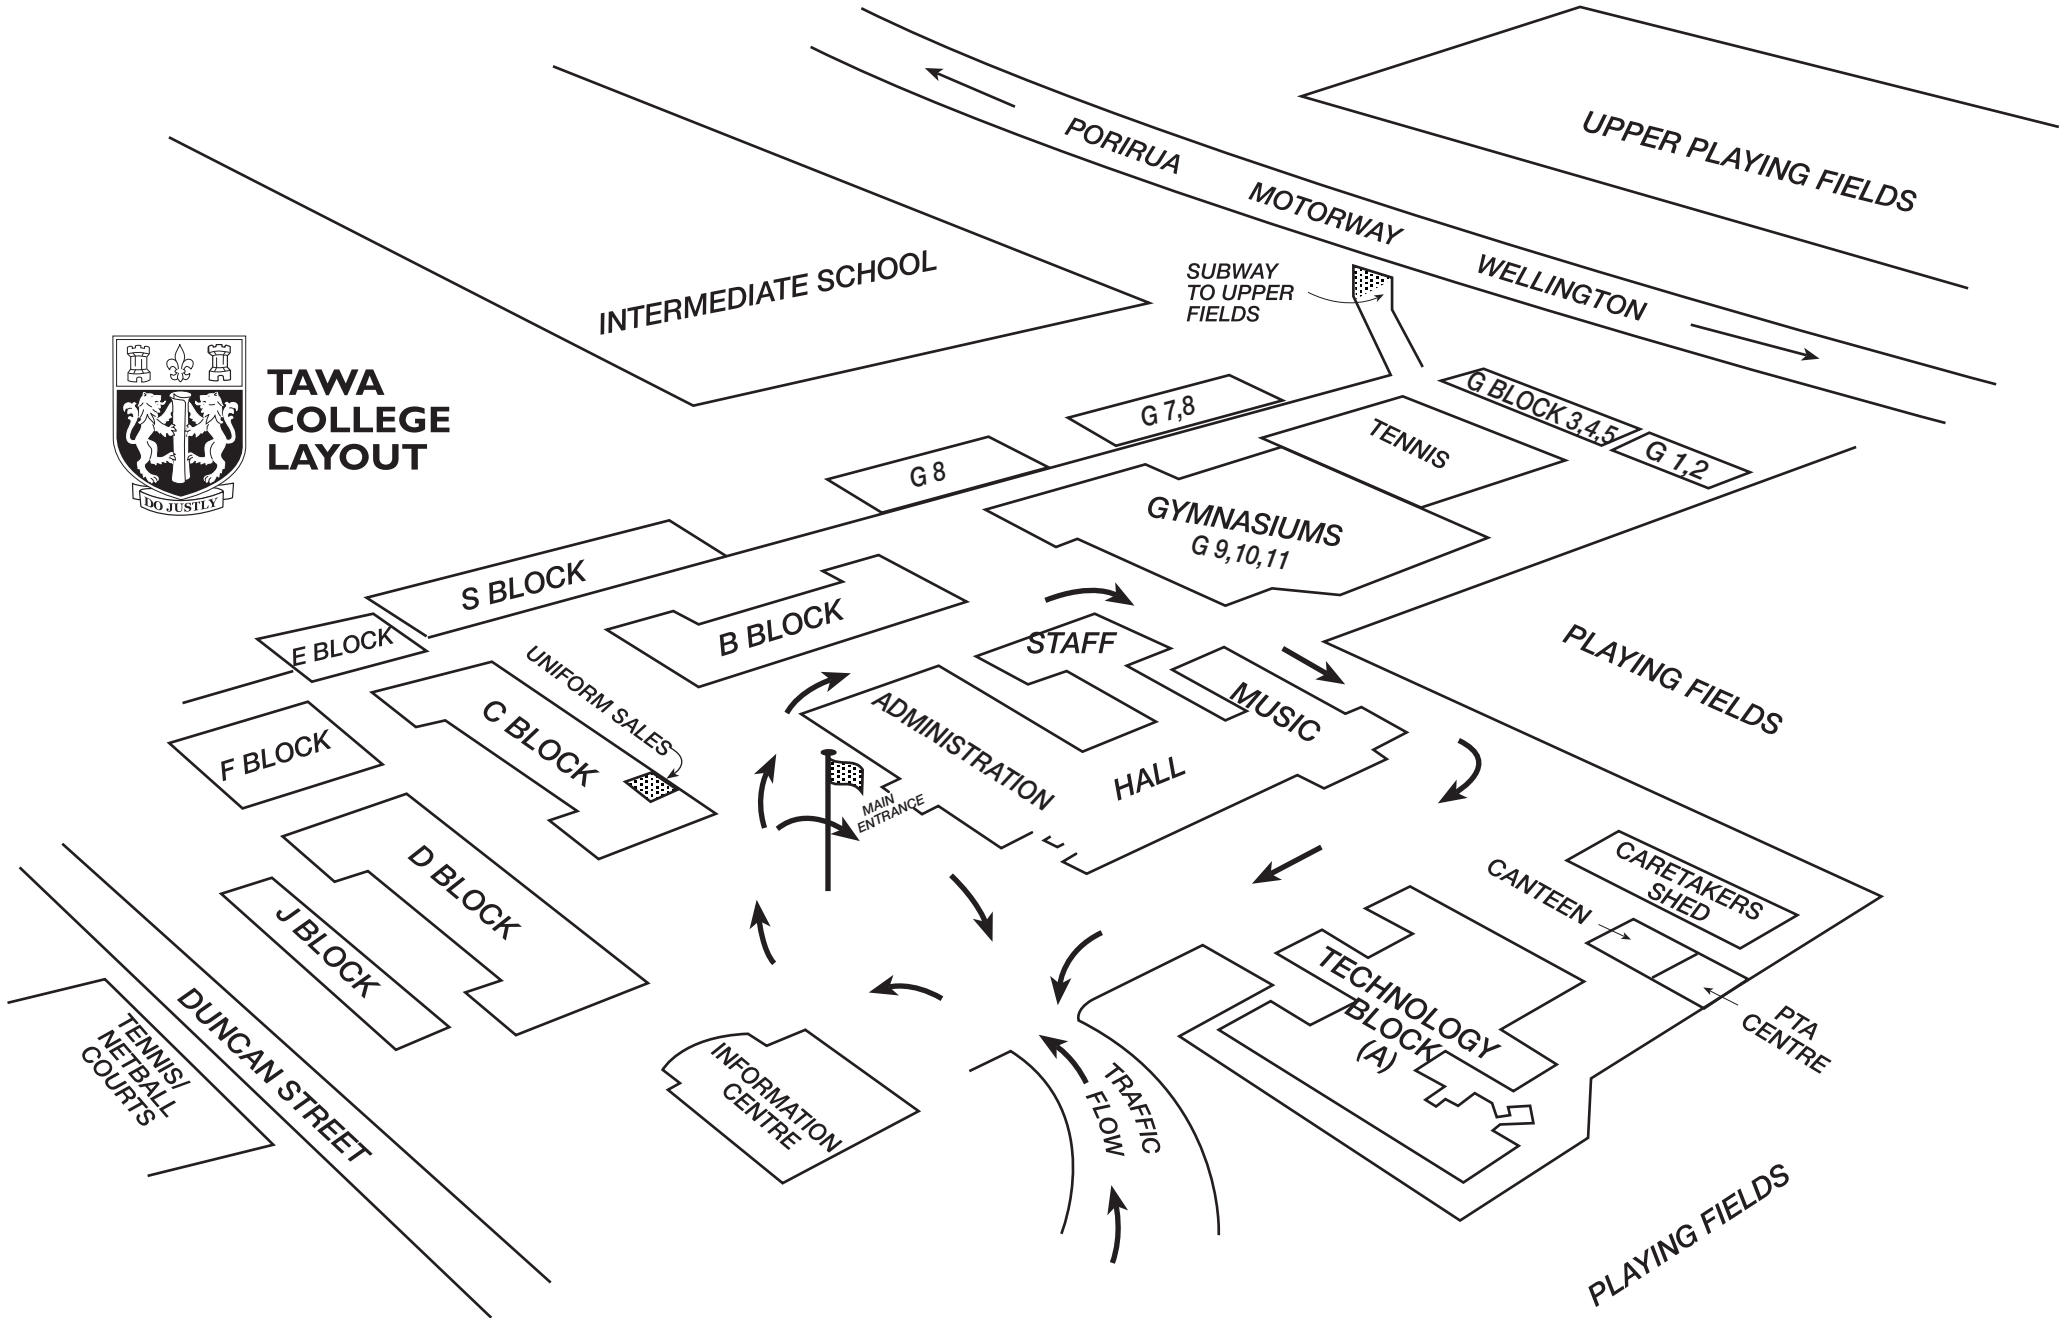 PORIRUA
MOTORWAY
WELLINGTON
UPPER PLAYING FIELDS
INTERMEDIATE SCHOOL
SUBWAY
TO UPPER
FIELDS
TAWA
COLLEGE
LAYOUT
DO JUSTLY
G 7,8
G BLOCK 3,4,5
G 1,2
TENNIS
G 8
GYMNASIUMS
G 9,10,11
S BLOCK
E BLOCK
B BLOCK
STAFF
PLAYING FIELDS
UNIFORM SALES
C BLOCK
F BLOCK
ADMINISTRATION
MUSIC
HALL
MAIN
ENTRANCE
D BLOCK
J BLOCK
CARETAKERS
SHED
CANTEEN
TECHNOLOGY
BLOCK
(A)
PTA
CENTRE
DUNCAN STREET
TENNIS/
NETBALL
COURTS
INFORMATION
CENTRE
TRAFFIC
FLOW
PLAYING FIELDS